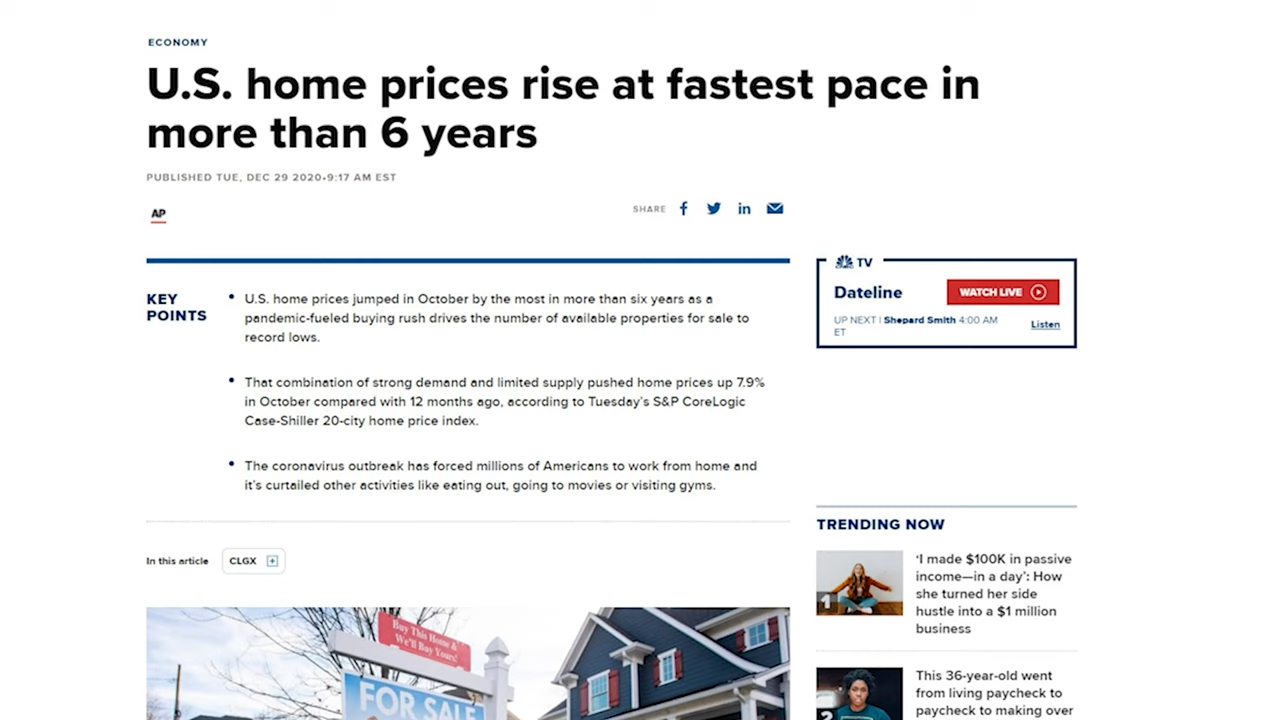 ECONOMY
U.S. home prices rise at fastest pace in
more than 6 years
PUBLISHED TUE, DEC 29 2020•9:17 AM EST
AP
SHARE
KEY
POINTS
• U.S. home prices jumped in October by the most in more than six years as a
pandemic-fueled buying rush drives the number of available properties for sale to
record lows.
• That combination of strong demand and limited supply pushed home prices up 7.9%
in October compared with 12 months ago, according to Tuesday's S&P CoreLogic
Case-Shiller 20-city home price index.
• The coronavirus outbreak has forced millions of Americans to work from home and
it's curtailed other activities like eating out, going to movies or visiting gyms.
In this article CLGX
Buy This Home &
We'll Buy Yours!
FOR SALE
TV
Dateline
WATCH LIVE
UP NEXT | Shepard Smith 4:00 AM
ET
Listen
TRENDING NOW
1
'I made $100K in passive
income—in a day': How
she turned her side
hustle into a $1 million
business
2
This 36-year-old went
from living paycheck to
paycheck to making over